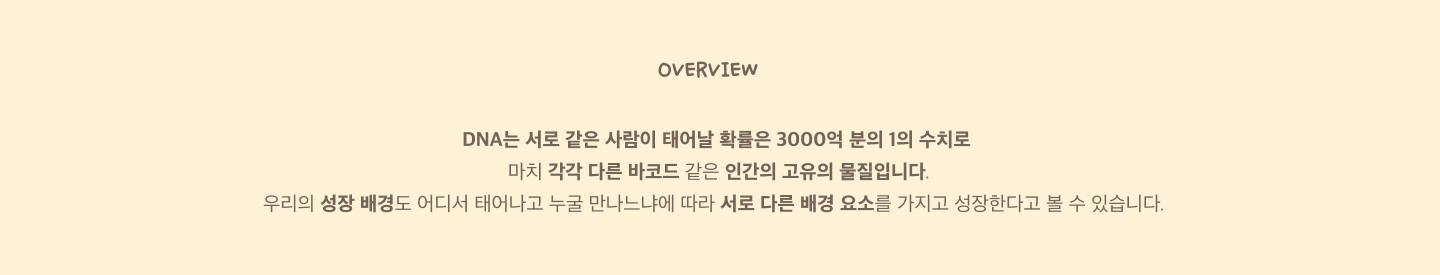 OVERVIEW
DNA는 서로 같은 사람이 태어날 확률은 3000억 분의 1의 수치로
마치 각각 다른 바코드 같은 인간의 고유의 물질입니다.
우리의 성장 배경도 어디서 태어나고 누굴 만나느냐에 따라 서로 다른 배경 요소를 가지고 성장한다고 볼 수 있습니다.